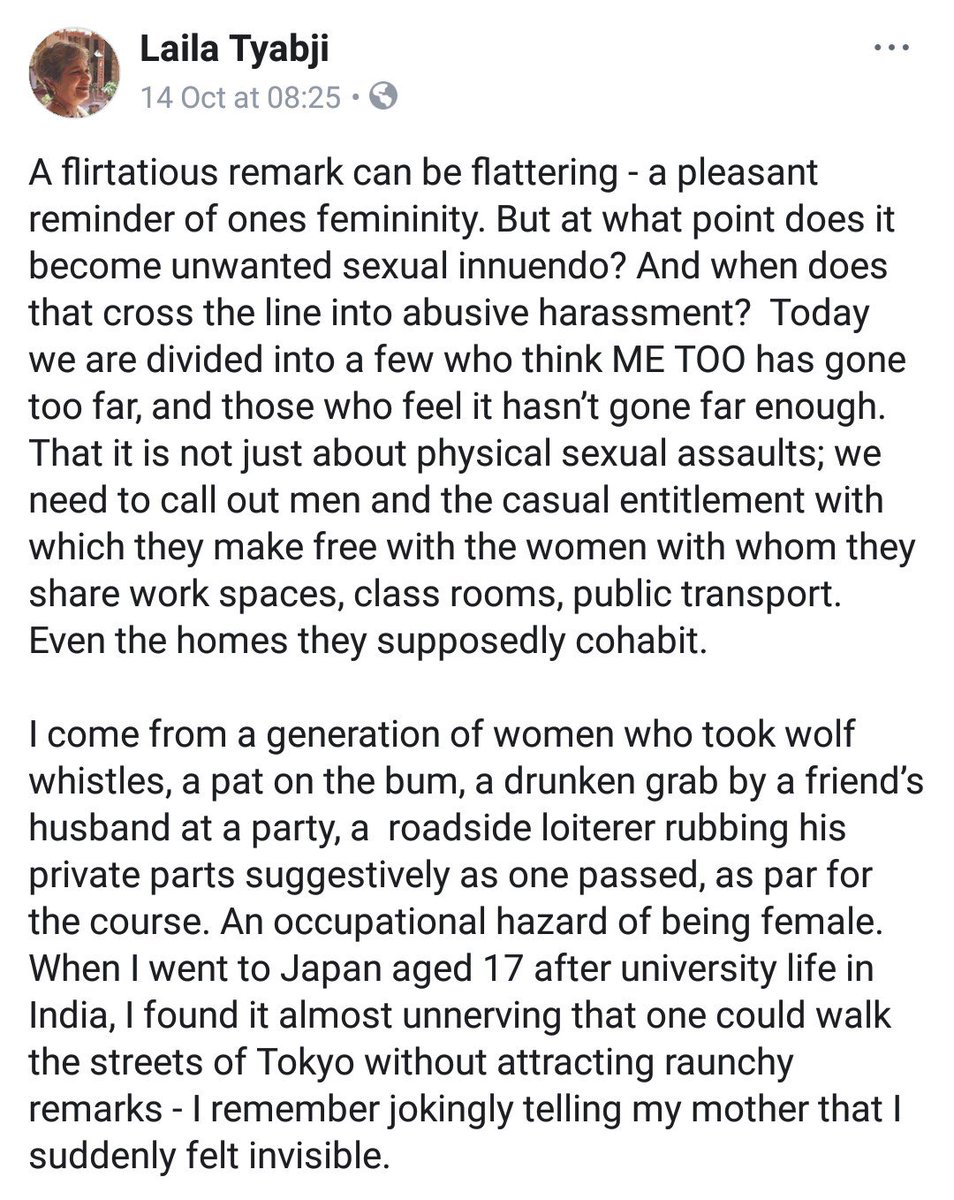 Laila Tyabji
14 Oct at 08:25 •
A flirtatious remark can be flattering - a pleasant
reminder of ones femininity. But at what point does it
become unwanted sexual innuendo? And when does
that cross the line into abusive harassment?  Today
we are divided into a few who think ME TOO has gone
too far, and those who feel it hasn’t gone far enough.
That it is not just about physical sexual assaults; we
need to call out men and the casual entitlement with
which they make free with the women with whom they
share work spaces, class rooms, public transport.
Even the homes they supposedly cohabit.
I come from a generation of women who took wolf
whistles, a pat on the bum, a drunken grab by a friend’s
husband at a party, a  roadside loiterer rubbing his
private parts suggestively as one passed, as par for
the course. An occupational hazard of being female.
When I went to Japan aged 17 after university life in
India, I found it almost unnerving that one could walk
the streets of Tokyo without attracting raunchy
remarks - I remember jokingly telling my mother that I
suddenly felt invisible.